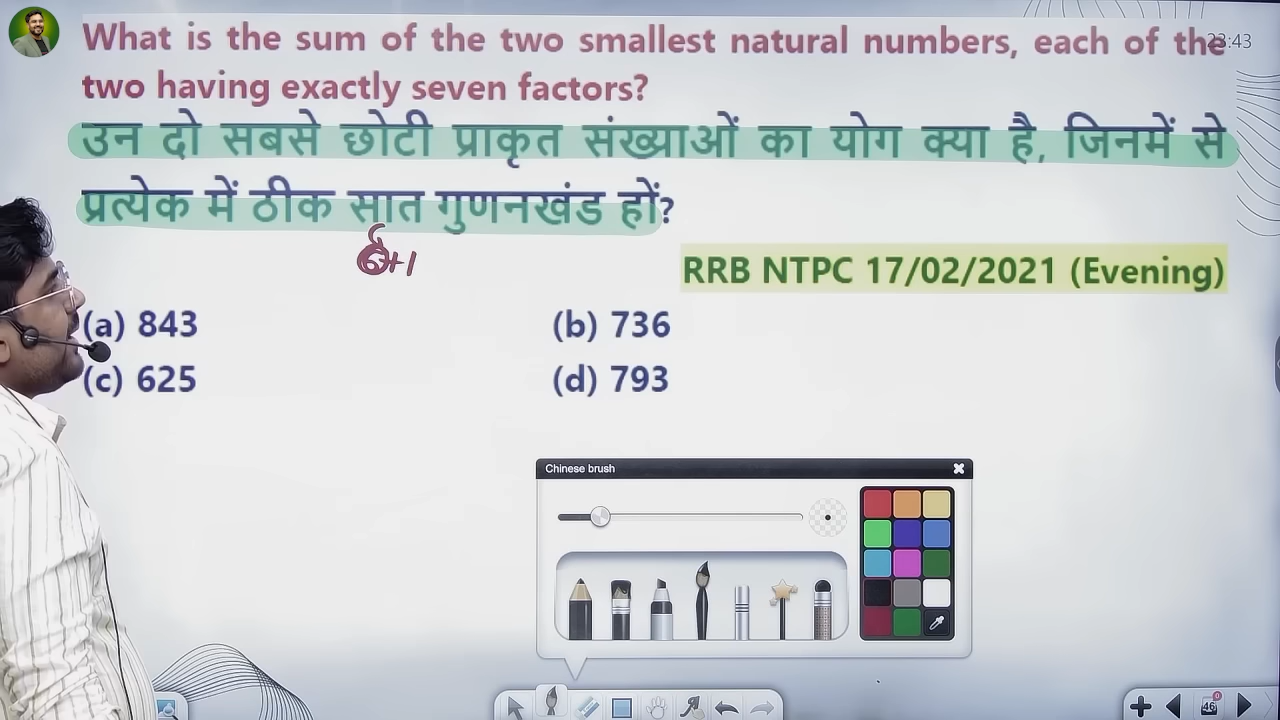 What is the sum of the two smallest natural numbers, each of the
23:43
two having exactly seven factors?
उन दो सबसे छोटी प्राकृत संख्याओं का योग क्या है, जिनमें से
प्रत्येक में ठीक सात गुणनखंड हों?
6+1
RRB NTPC 17/02/2021 (Evening)
(a) 843
(b) 736
(c) 625
(d) 793
Chinese brush
46